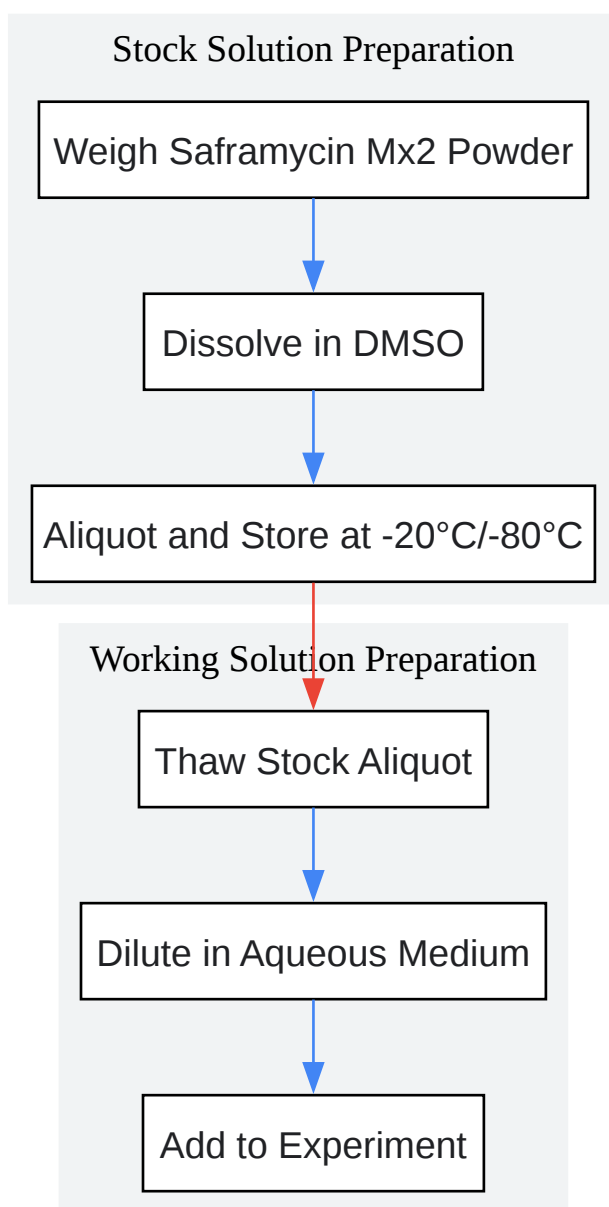 Stock Solution Preparation
Weigh Saframycin Mx2 Powder
Dissolve in DMSO
Aliquot and Store at -20°C/-80°C
Working Solution Preparation
Thaw Stock Aliquot
Dilute in Aqueous Medium
Add to Experiment